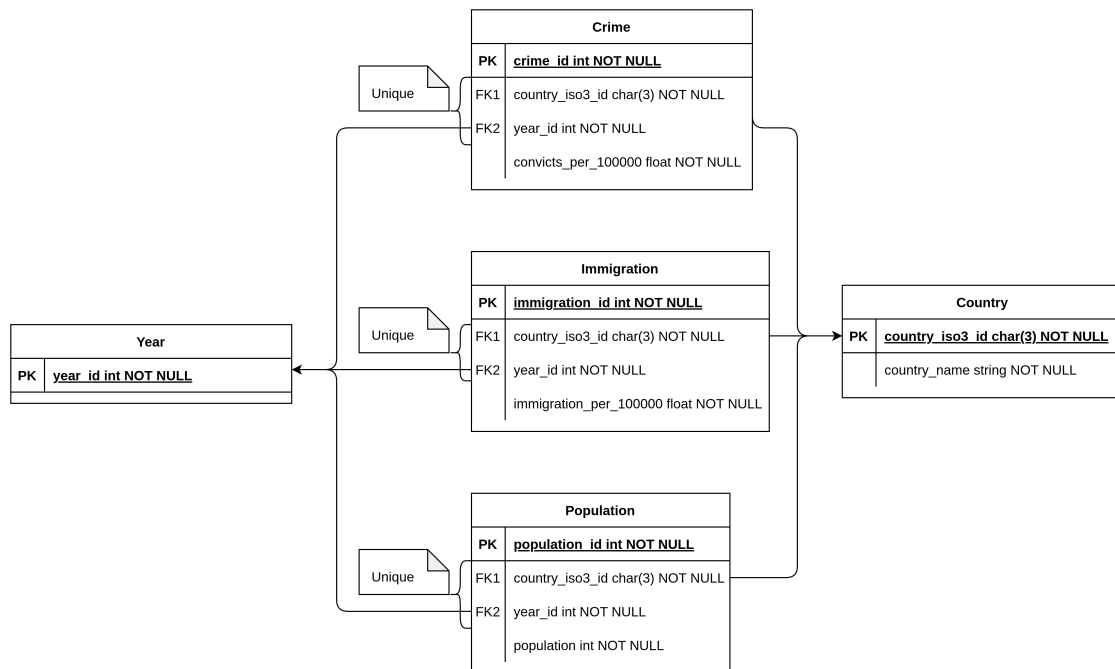 Crime
PK crime_id int NOT NULL
Unique
FK1 country_iso3_id char(3) NOT NULL
FK2 year_id int NOT NULL
convicts_per_100000 float NOT NULL
Immigration
PK immigration_id int NOT NULL
Unique
FK1 country_iso3_id char(3) NOT NULL
FK2 year_id int NOT NULL
immigration_per_100000 float NOT NULL
Country
PK country_iso3_id char(3) NOT NULL
country_name string NOT NULL
Year
PK year_id int NOT NULL
Population
PK population_id int NOT NULL
Unique
FK1 country_iso3_id char(3) NOT NULL
FK2 year_id int NOT NULL
population int NOT NULL